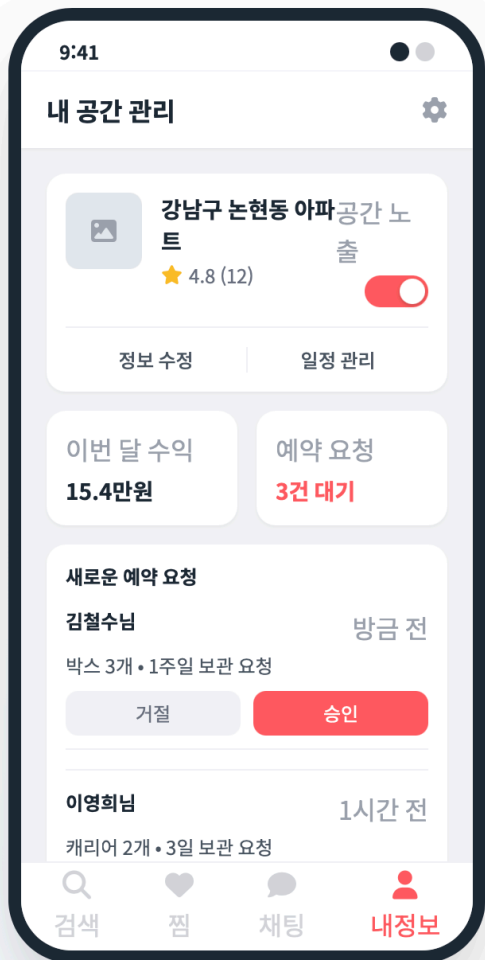 9:41
내 공간 관리
강남구 논현동 아파
트
공간 노
출
4.8 (12)
정보 수정
일정 관리
이번 달 수익
15.4만원
예약 요청
3건 대기
새로운 예약 요청
김철수님
방금 전
박스 3개 • 1주일 보관 요청
거절
승인
이영희님
1시간 전
캐리어 2개 • 3일 보관 요청
검색
찜
채팅
내정보